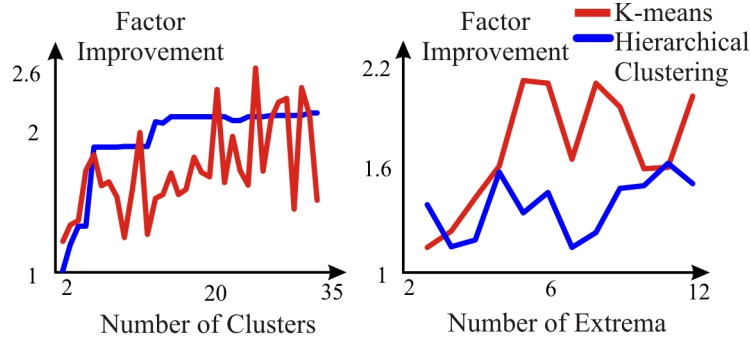 Factor
Improvement
2.6
2
1
2
20
35
Number of Clusters
Factor
Improvement
2.2
1.6
1
2
6
12
Number of Extrema
K-means
Hierarchical
Clustering